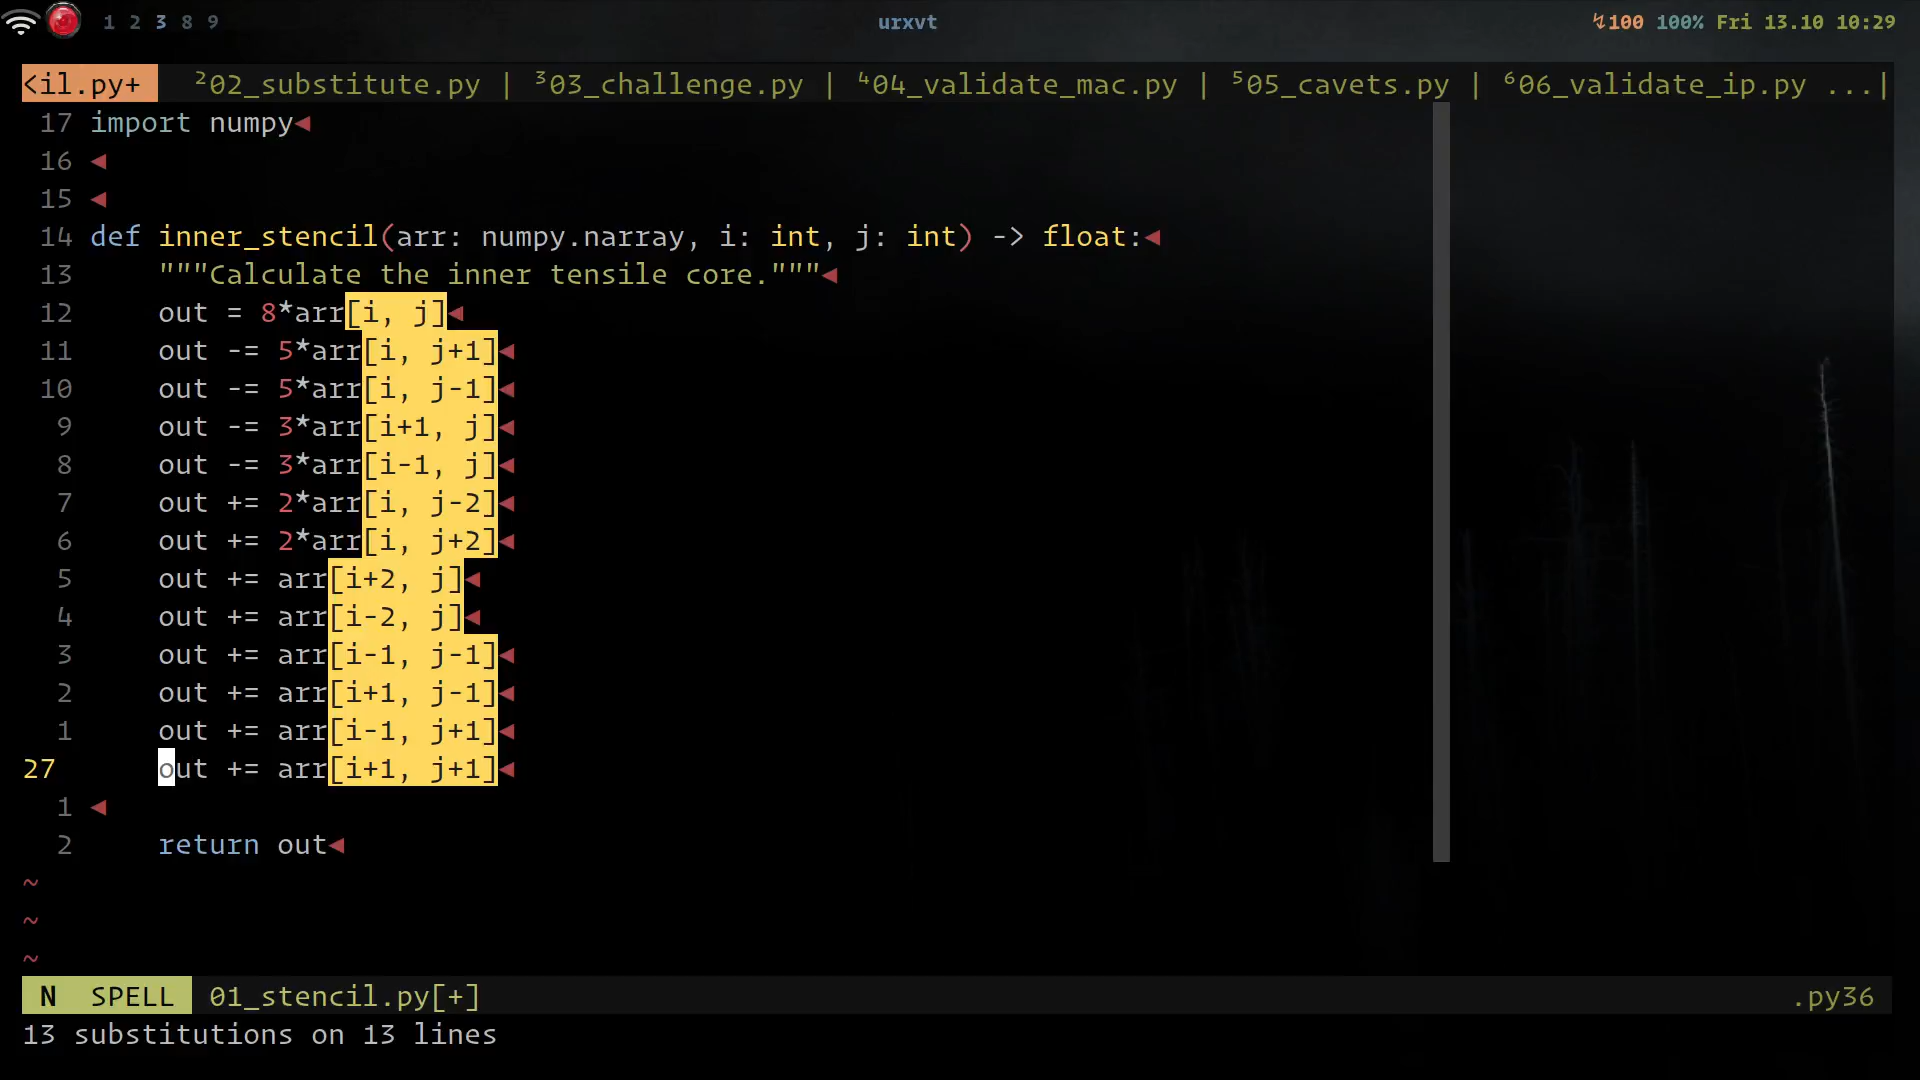 1 2 3 8 9 urxvt ↯100 100% Fri 13.10 10:29
<il.py+ ²02_substitute.py | ³03_challenge.py | ⁴04_validate_mac.py | ⁵05_cavets.py | ⁶06_validate_ip.py ...|
17 import numpy◀
16 ◀
15 ◀
14 def inner_stencil(arr: numpy.narray, i: int, j: int) -> float:◀
13     """Calculate the inner tensile core."""◀
12     out = 8*arr[i, j]◀
11     out -= 5*arr[i, j+1]◀
10     out -= 5*arr[i, j-1]◀
9     out -= 3*arr[i+1, j]◀
8     out -= 3*arr[i-1, j]◀
7     out += 2*arr[i, j-2]◀
6     out += 2*arr[i, j+2]◀
5     out += arr[i+2, j]◀
4     out += arr[i-2, j]◀
3     out += arr[i-1, j-1]◀
2     out += arr[i+1, j-1]◀
1     out += arr[i-1, j+1]◀
27     out += arr[i+1, j+1]◀
1 ◀
2     return out◀
~
~
~
N SPELL 01_stencil.py[+] .py36
13 substitutions on 13 lines